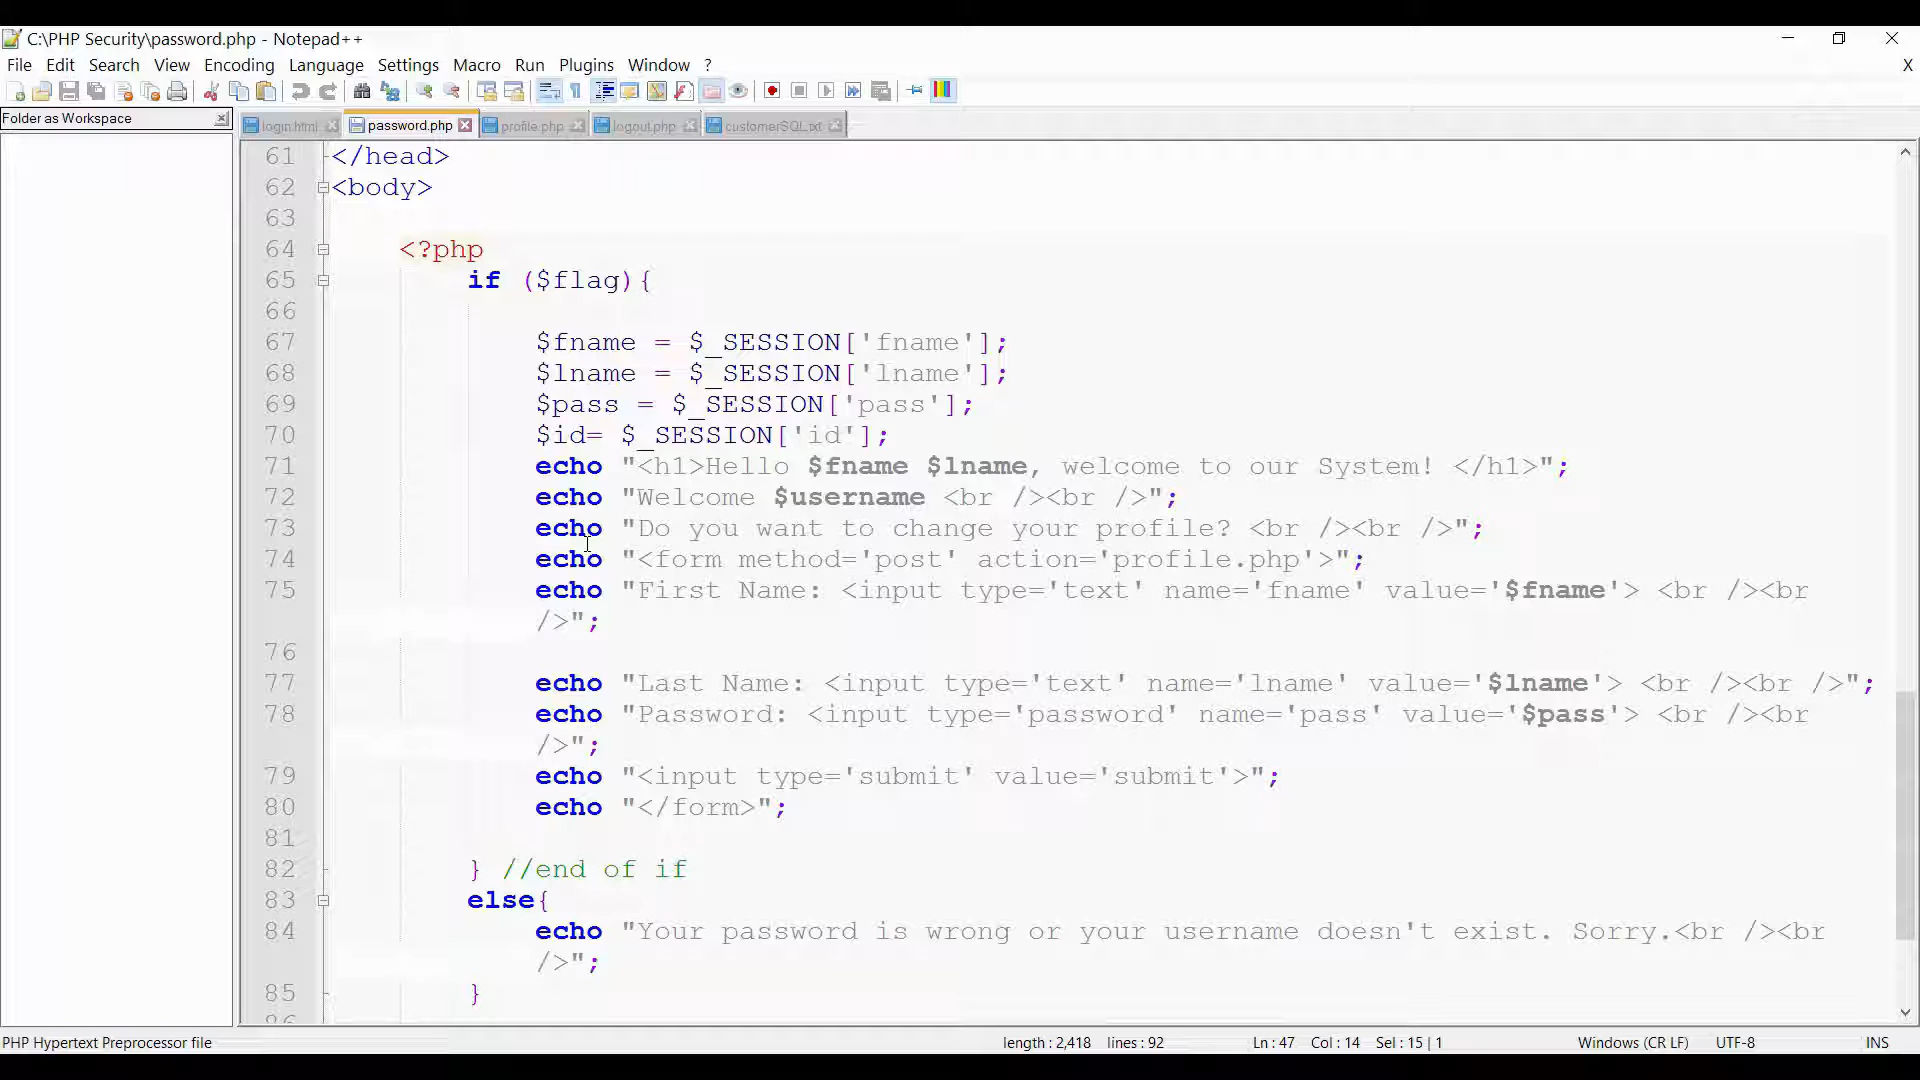 C:\PHP Security\password.php - Notepad++
File Edit Search View Encoding Language Settings Macro Run Plugins Window ? X
Folder as Workspace
login.html password.php profile.php logout.php customerSQL.txt
61 </head>
62 <body>
63
64 <?php
65 if ($flag){
66
67 $fname = $_SESSION['fname'];
68 $lname = $_SESSION['lname'];
69 $pass = $_SESSION['pass'];
70 $id= $_SESSION['id'];
71 echo "<h1>Hello $fname $lname, welcome to our System! </h1>";
72 echo "Welcome $username <br /><br />";
73 echo "Do you want to change your profile? <br /><br />";
74 echo "<form method='post' action='profile.php'>";
75 echo "First Name: <input type='text' name='fname' value='$fname'> <br /><br
/>";
76
77 echo "Last Name: <input type='text' name='lname' value='$lname'> <br /><br />";
78 echo "Password: <input type='password' name='pass' value='$pass'> <br /><br
/>";
79 echo "<input type='submit' value='submit'>";
80 echo "</form>";
81
82 } //end of if
83 else{
84 echo "Your password is wrong or your username doesn't exist. Sorry.<br /><br
/>";
85 }
86
PHP Hypertext Preprocessor file length : 2,418 lines : 92 Ln : 47 Col : 14 Sel : 15 | 1 Windows (CR LF) UTF-8 INS